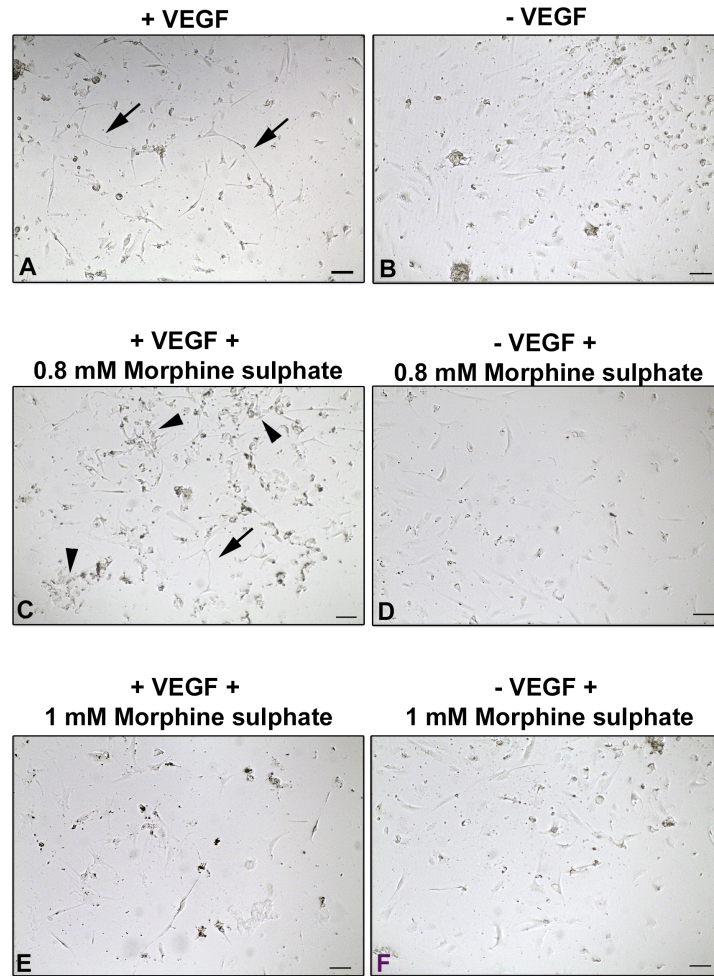 + VEGF
- VEGF
A
B
+ VEGF +
0.8 mM Morphine sulphate
- VEGF +
0.8 mM Morphine sulphate
C
D
+ VEGF +
1 mM Morphine sulphate
- VEGF +
1 mM Morphine sulphate
E
F